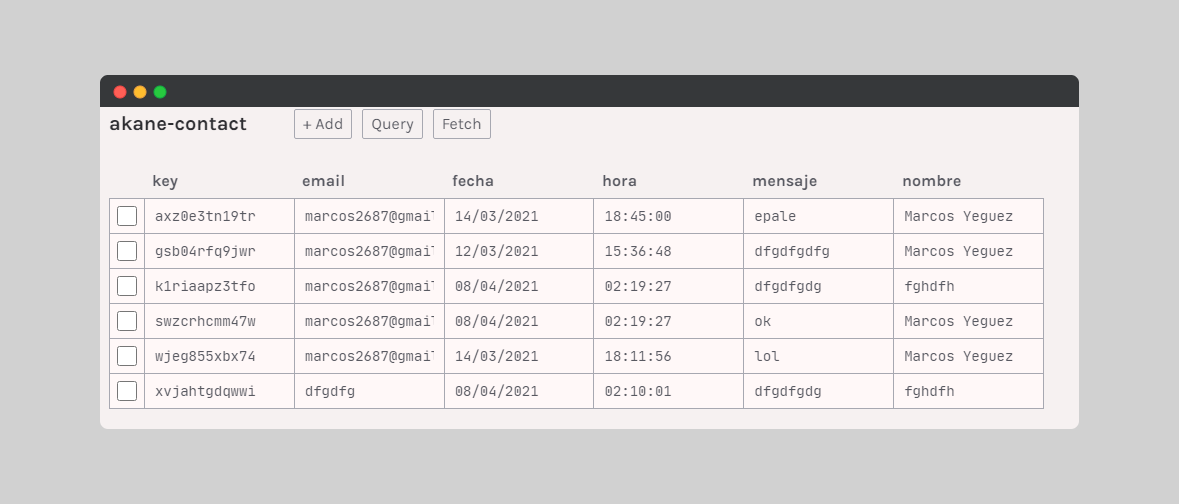 akane-contact + Add Query Fetch
key email fecha hora mensaje nombre
axz0e3tn19tr marcos2687@gmai 14/03/2021 18:45:00 epale Marcos Yeguez
gsb04rfq9jwr marcos2687@gmai 12/03/2021 15:36:48 dfgdfgdfg Marcos Yeguez
k1riaapz3tfo marcos2687@gmai 08/04/2021 02:19:27 dfgdfgdg fghdfh
swzcrhcmm47w marcos2687@gmai 08/04/2021 02:19:27 ok Marcos Yeguez
wjeg855xbx74 marcos2687@gmai 14/03/2021 18:11:56 lol Marcos Yeguez
xvjahtgdqwwi dfgdfg 08/04/2021 02:10:01 dfgdfgdg fghdfh